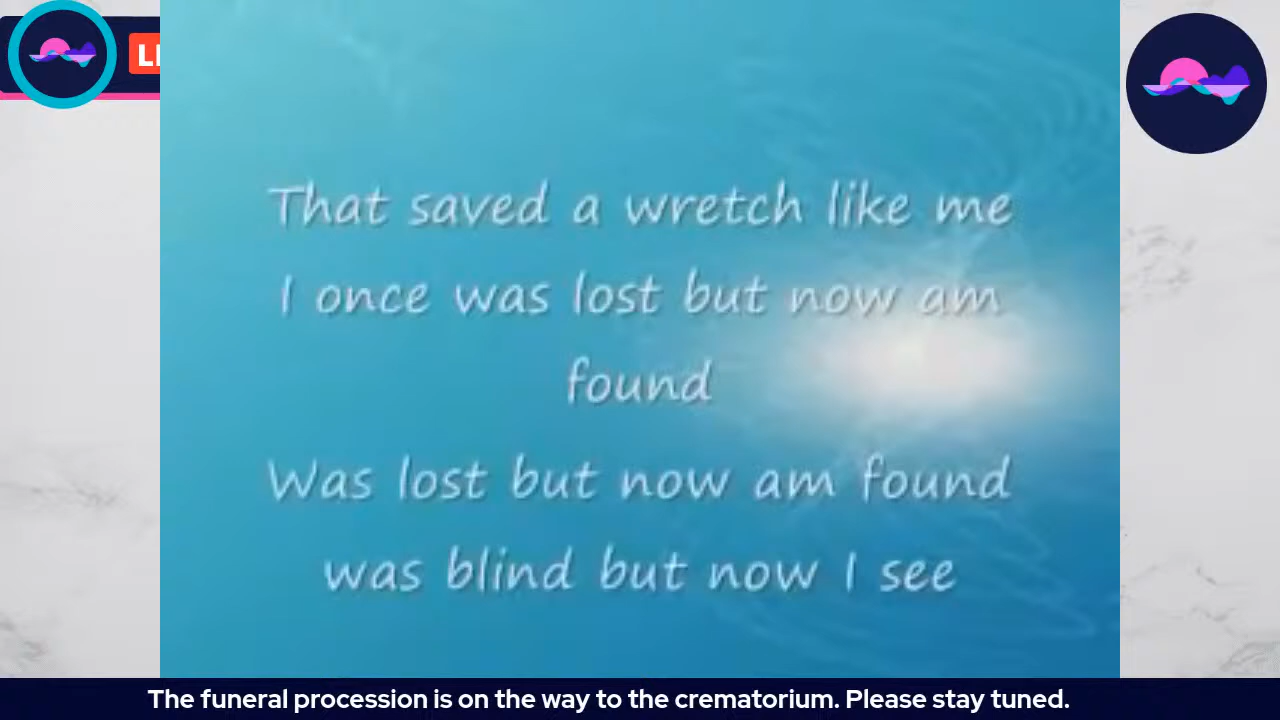 That saved a wretch like me
I once was lost but now am
found
Was lost but now am found
was blind but now I see
The funeral procession is on the way to the crematorium. Please stay tuned.